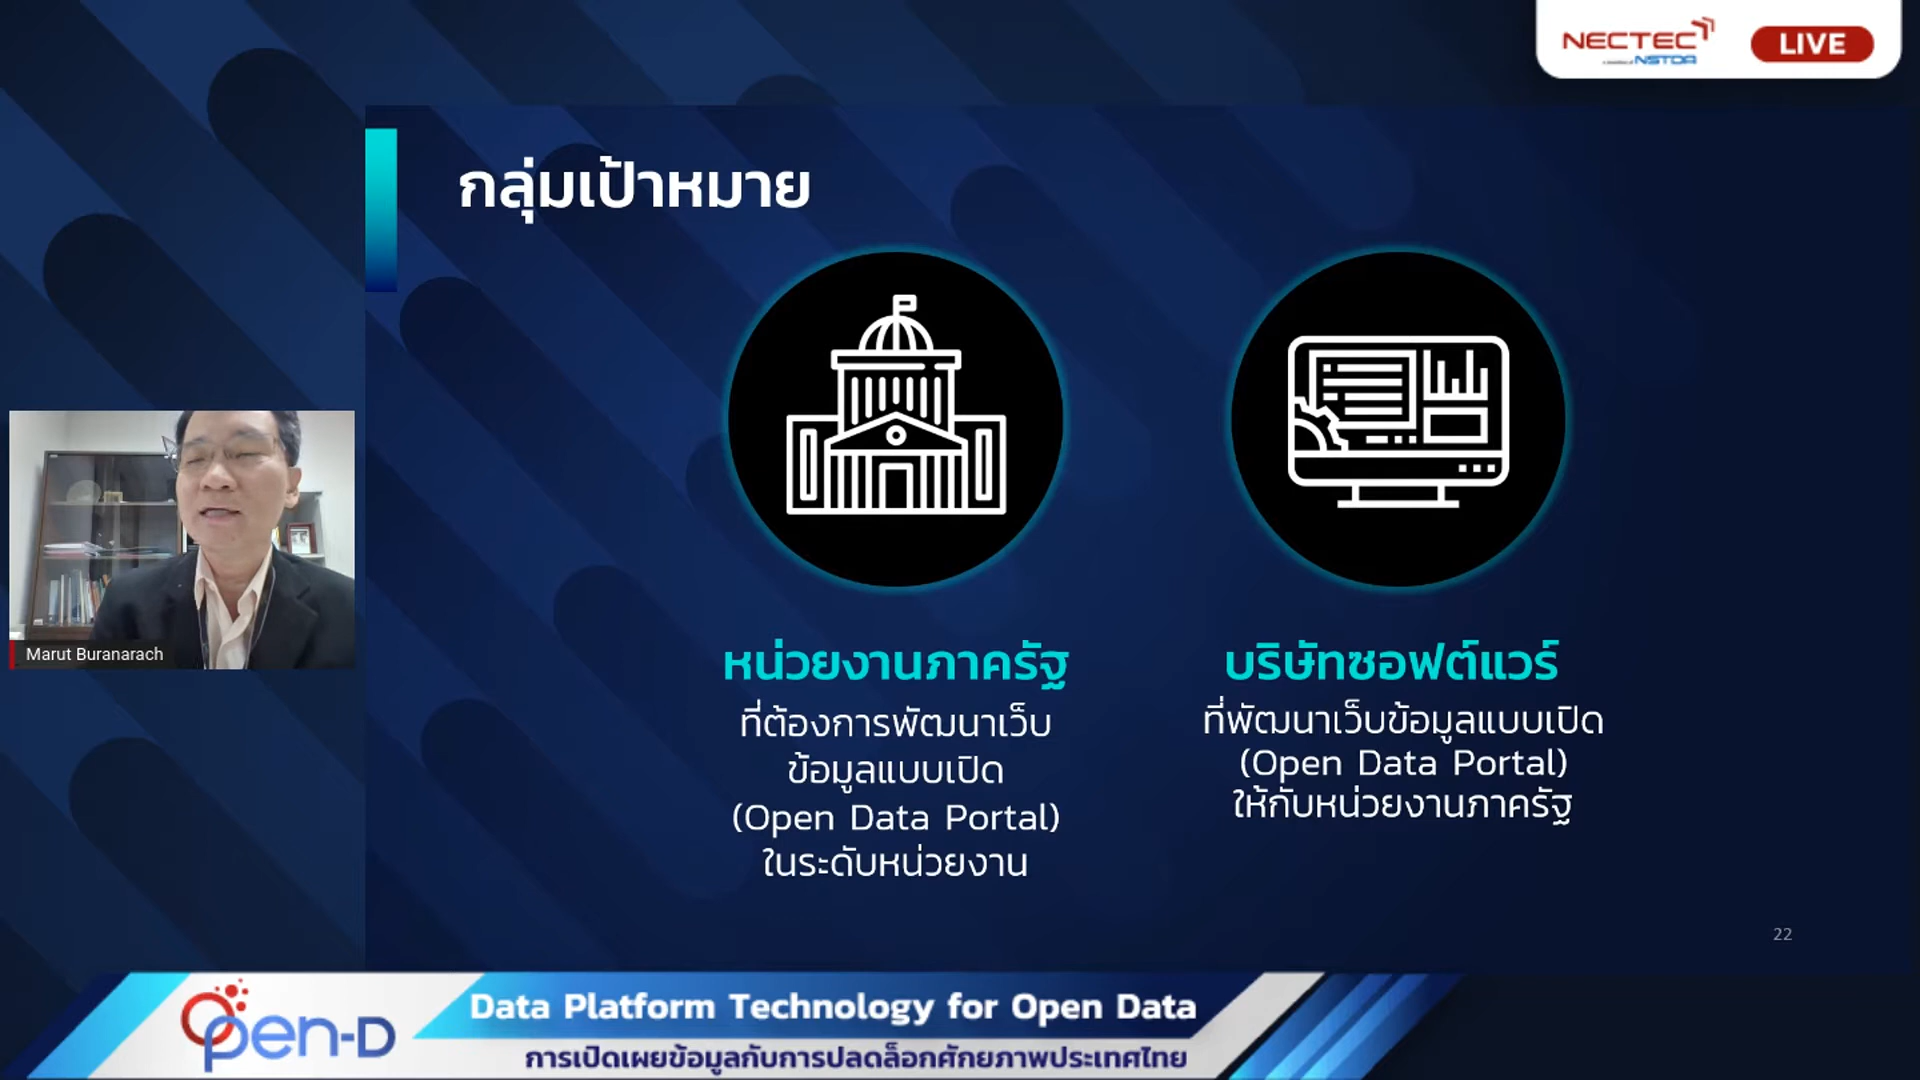 NECTEC
a member of NSTDA
LIVE
กลุ่มเป้าหมาย
หน่วยงานภาครัฐ
ที่ต้องการพัฒนาเว็บ
ข้อมูลแบบเปิด
(Open Data Portal)
ในระดับหน่วยงาน
บริษัทซอฟต์แวร์
ที่พัฒนาเว็บข้อมูลแบบเปิด
(Open Data Portal)
ให้กับหน่วยงานภาครัฐ
Marut Buranarach
22
Open-D
Data Platform Technology for Open Data
การเปิดเผยข้อมูลกับการปลดล็อกศักยภาพประเทศไทย